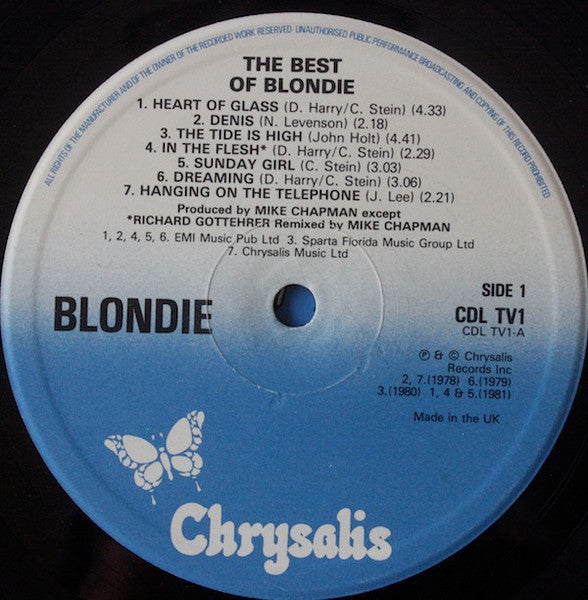 ALL RIGHTS OF THE MANUFACTURER AND OF THE OWNER OF THE RECORDED WORK RESERVED UNAUTHORISED PUBLIC PERFORMANCE BROADCASTING AND COPYING OF THIS RECORD PROHIBITED
THE BEST
OF BLONDIE
1. HEART OF GLASS (D. Harry/C. Stein) (4.33)
2. DENIS (N. Levenson) (2.18)
3. THE TIDE IS HIGH (John Holt) (4.41)
4. IN THE FLESH* (D. Harry/C. Stein) (2.29)
5. SUNDAY GIRL (C. Stein) (3.03)
6. DREAMING (D. Harry/C. Stein) (3.06)
7. HANGING ON THE TELEPHONE (J. Lee) (2.21)
Produced by MIKE CHAPMAN except
*RICHARD GOTTEHRER Remixed by MIKE CHAPMAN
1, 2, 4, 5, 6. EMI Music Pub Ltd 3. Sparta Florida Music Group Ltd
7. Chrysalis Music Ltd
BLONDIE
SIDE 1
CDL TV1
CDL TV1-A
℗ & © Chrysalis
Records Inc
2, 7.(1978) 6.(1979)
3.(1980) 1, 4 & 5.(1981)
Made in the UK
Chrysalis